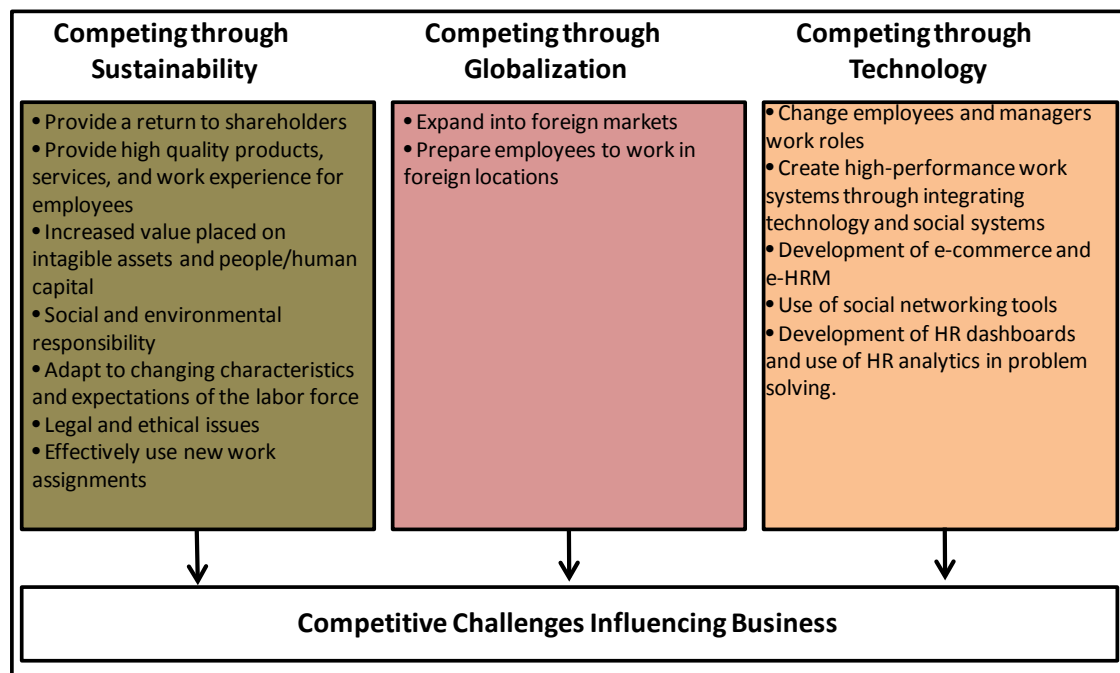 Competing through
Sustainability
• Provide a return to shareholders
• Provide high quality products,
services, and work experience for
employees
• Increased value placed on
intagible assets and people/human
capital
• Social and environmental
responsibility
• Adapt to changing characteristics
and expectations of the labor force
• Legal and ethical issues
• Effectively use new work
assignments
Competing through
Globalization
• Expand into foreign markets
• Prepare employees to work in
foreign locations
Competing through
Technology
• Change employees and managers
work roles
• Create high-performance work
systems through integrating
technology and social systems
• Development of e-commerce and
e-HRM
• Use of social networking tools
• Development of HR dashboards
and use of HR analytics in problem
solving.
Competitive Challenges Influencing Business